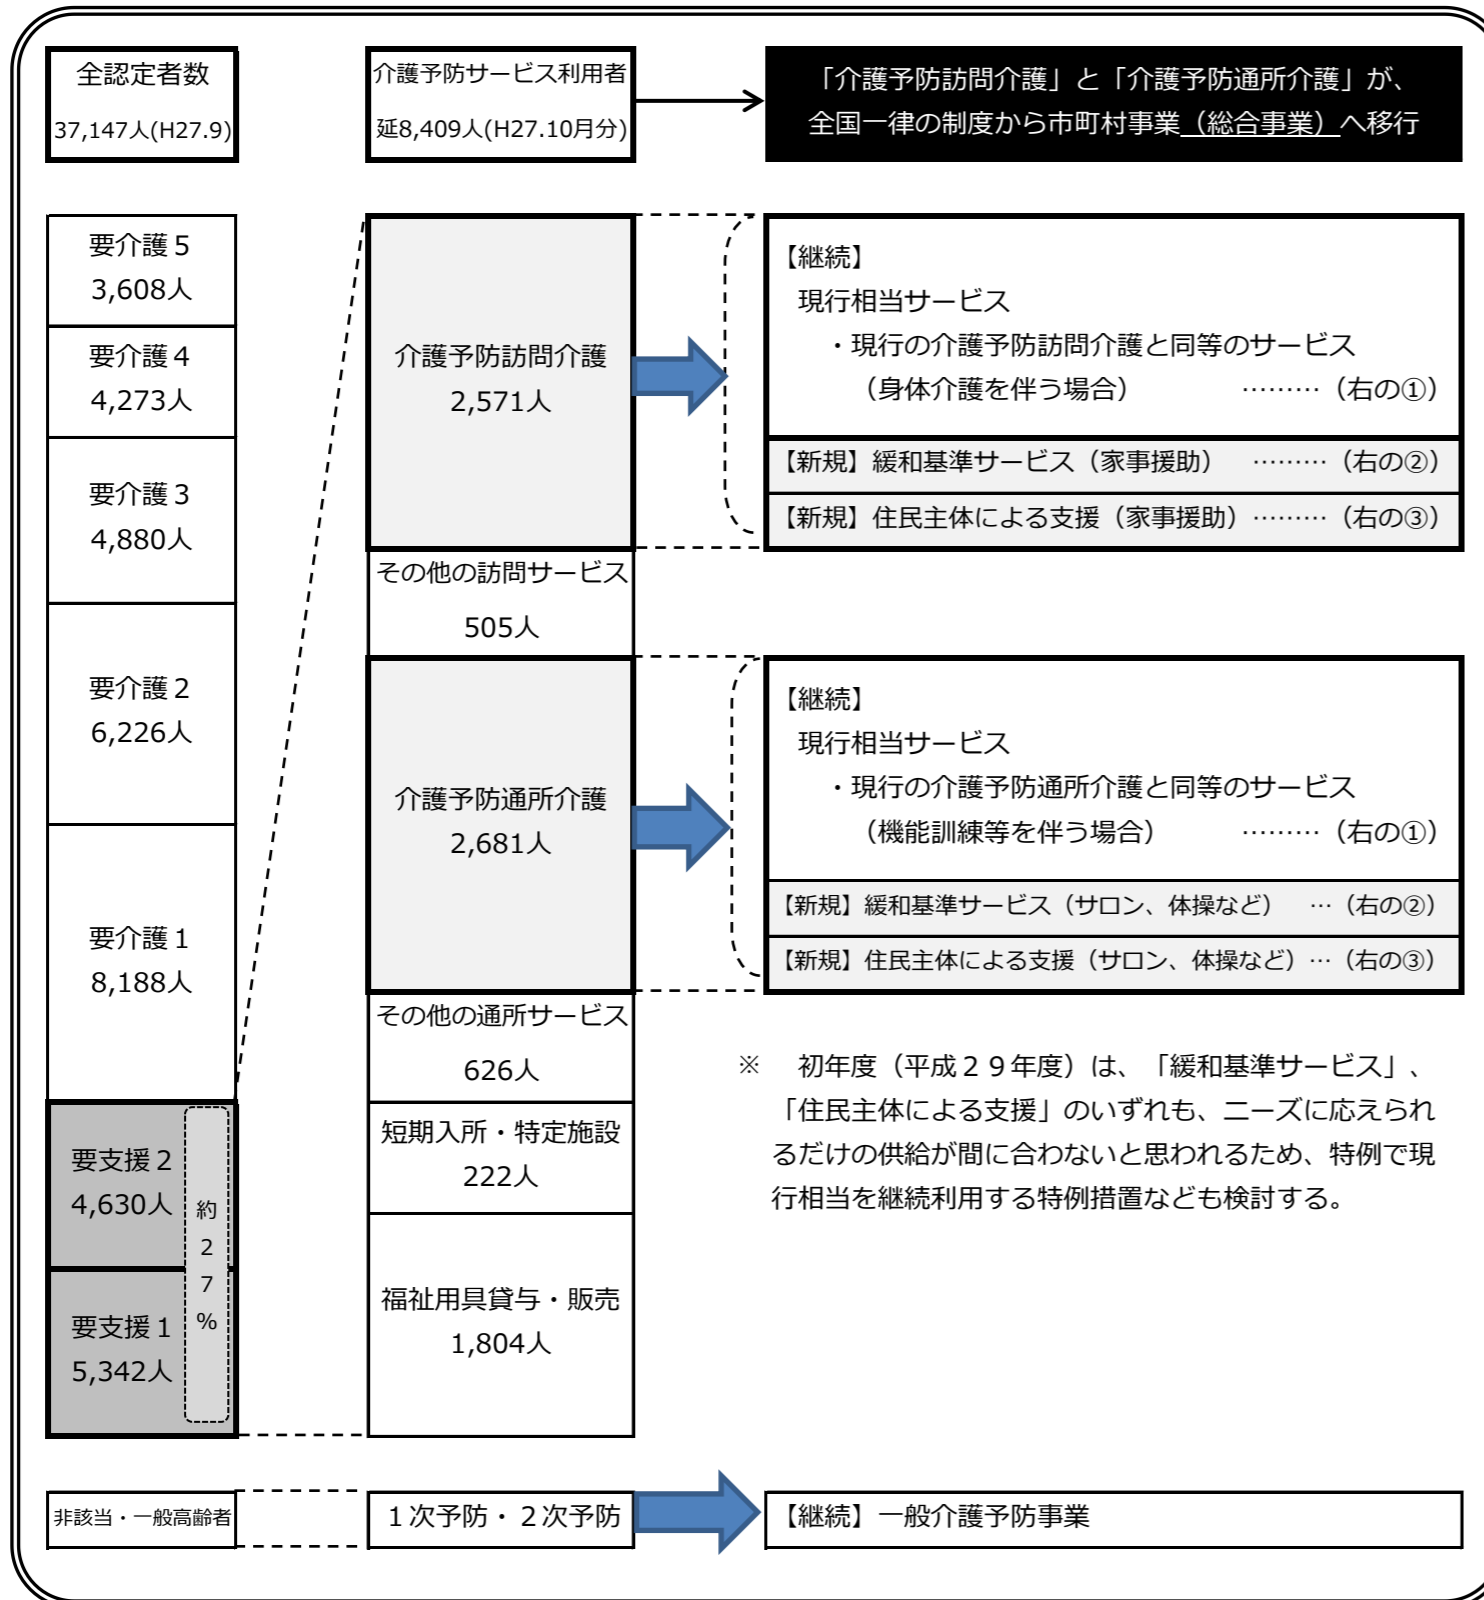 全認定者数
37,147人(H27.9)
介護予防サービス利用者
延8,409人(H27.10月分)
「介護予防訪問介護」と「介護予防通所介護」が、
全国一律の制度から市町村事業（総合事業）へ移行
要介護５
3,608人
要介護４
4,273人
要介護３
4,880人
要介護２
6,226人
要介護１
8,188人
要支援２
4,630人
要支援１
5,342人
約
２
７
％
介護予防訪問介護
2,571人
その他の訪問サービス
505人
介護予防通所介護
2,681人
その他の通所サービス
626人
短期入所・特定施設
222人
福祉用具貸与・販売
1,804人
【継続】
現行相当サービス
・現行の介護予防訪問介護と同等のサービス
（身体介護を伴う場合） ………（右の①）
【新規】緩和基準サービス（家事援助） ………（右の②）
【新規】住民主体による支援（家事援助）………（右の③）
【継続】
現行相当サービス
・現行の介護予防通所介護と同等のサービス
（機能訓練等を伴う場合） ………（右の①）
【新規】緩和基準サービス（サロン、体操など） …（右の②）
【新規】住民主体による支援（サロン、体操など）…（右の③）
※ 初年度（平成２９年度）は、「緩和基準サービス」、
「住民主体による支援」のいずれも、ニーズに応えられ
るだけの供給が間に合わないと思われるため、特例で現
行相当を継続利用する特例措置なども検討する。
非該当・一般高齢者
１次予防・２次予防
【継続】一般介護予防事業